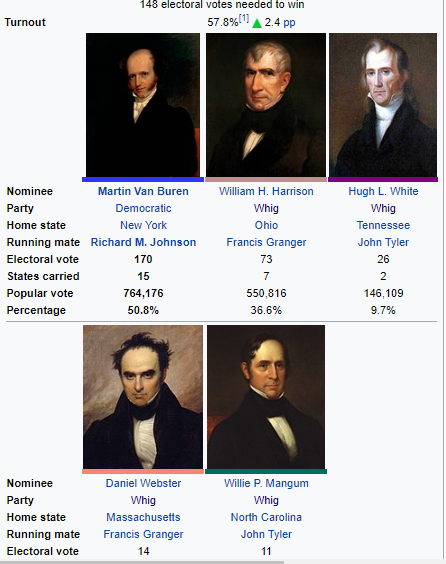 148 electoral votes needed to win
Turnout 57.8%[1] ▲ 2.4 pp
Nominee Martin Van Buren William H. Harrison Hugh L. White
Party Democratic Whig Whig
Home state New York Ohio Tennessee
Running mate Richard M. Johnson Francis Granger John Tyler
Electoral vote 170 73 26
States carried 15 7 2
Popular vote 764,176 550,816 146,109
Percentage 50.8% 36.6% 9.7%
Nominee Daniel Webster Willie P. Mangum
Party Whig Whig
Home state Massachusetts North Carolina
Running mate Francis Granger John Tyler
Electoral vote 14 11